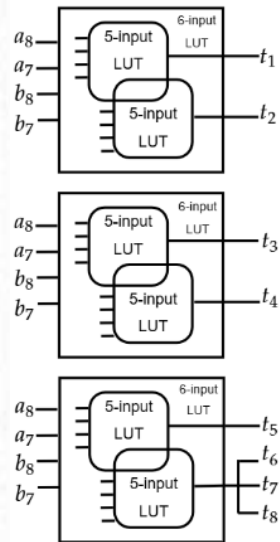 5-input
6-input
LUT
LUT
5-input
LUT
a8
a7
b8
b7
t1
t2
5-input
6-input
LUT
LUT
5-input
LUT
a8
a7
b8
b7
t3
t4
5-input
6-input
LUT
LUT
5-input
LUT
a8
a7
b8
b7
t5
t6
t7
t8